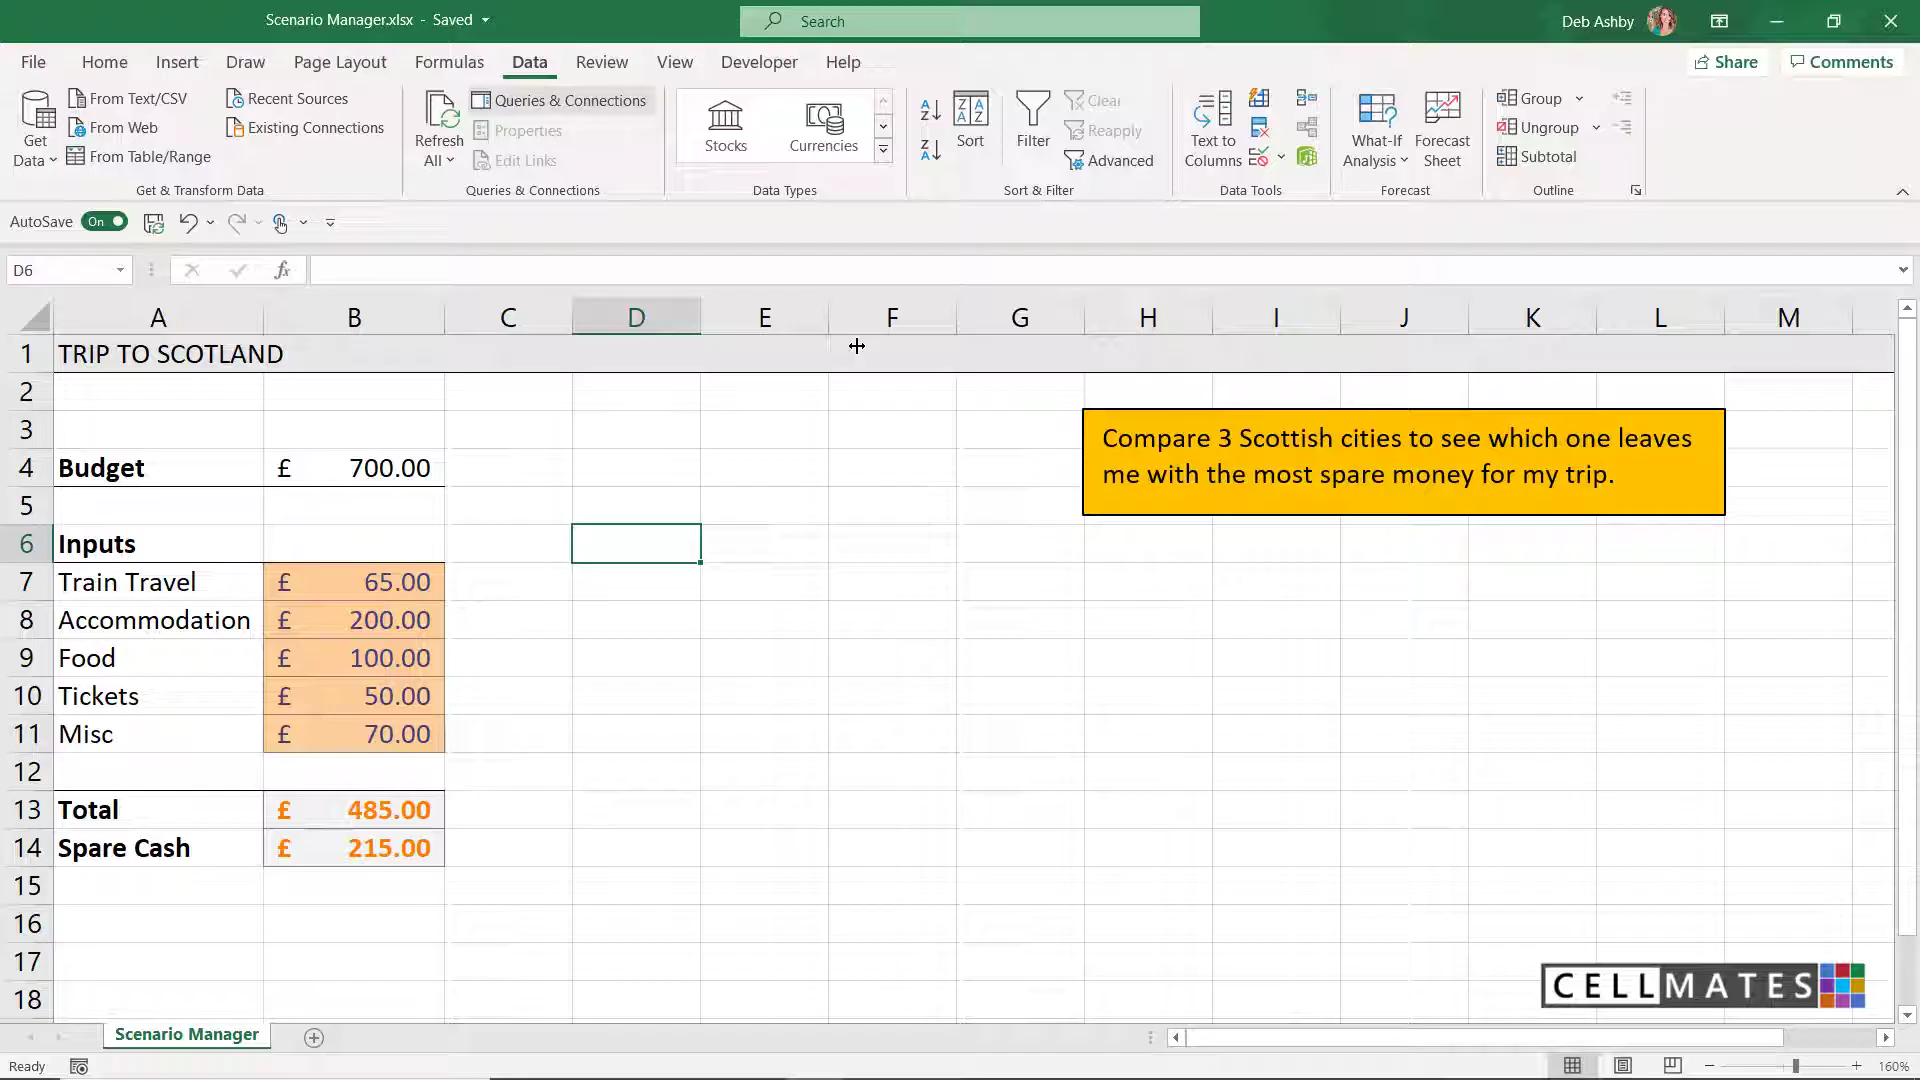 Scenario Manager.xlsx - Saved
Search
Deb Ashby
File Home Insert Draw Page Layout Formulas Data Review View Developer Help Share Comments
Get Data
From Text/CSV
From Web
From Table/Range
Recent Sources
Existing Connections
Get & Transform Data
Refresh All
Queries & Connections
Properties
Edit Links
Queries & Connections
Stocks
Currencies
Data Types
Sort
Filter
Clear
Reapply
Advanced
Sort & Filter
Text to Columns
Data Tools
What-If Analysis
Forecast Sheet
Forecast
Group
Ungroup
Subtotal
Outline
AutoSave On
D6
fx
A B C D E F G H I J K L M
1 TRIP TO SCOTLAND
2
3
4 Budget £ 700.00
5
6 Inputs
7 Train Travel £ 65.00
8 Accommodation £ 200.00
9 Food £ 100.00
10 Tickets £ 50.00
11 Misc £ 70.00
12
13 Total £ 485.00
14 Spare Cash £ 215.00
15
16
17
18
Compare 3 Scottish cities to see which one leaves
me with the most spare money for my trip.
CELLMATES
Scenario Manager
Ready
160%